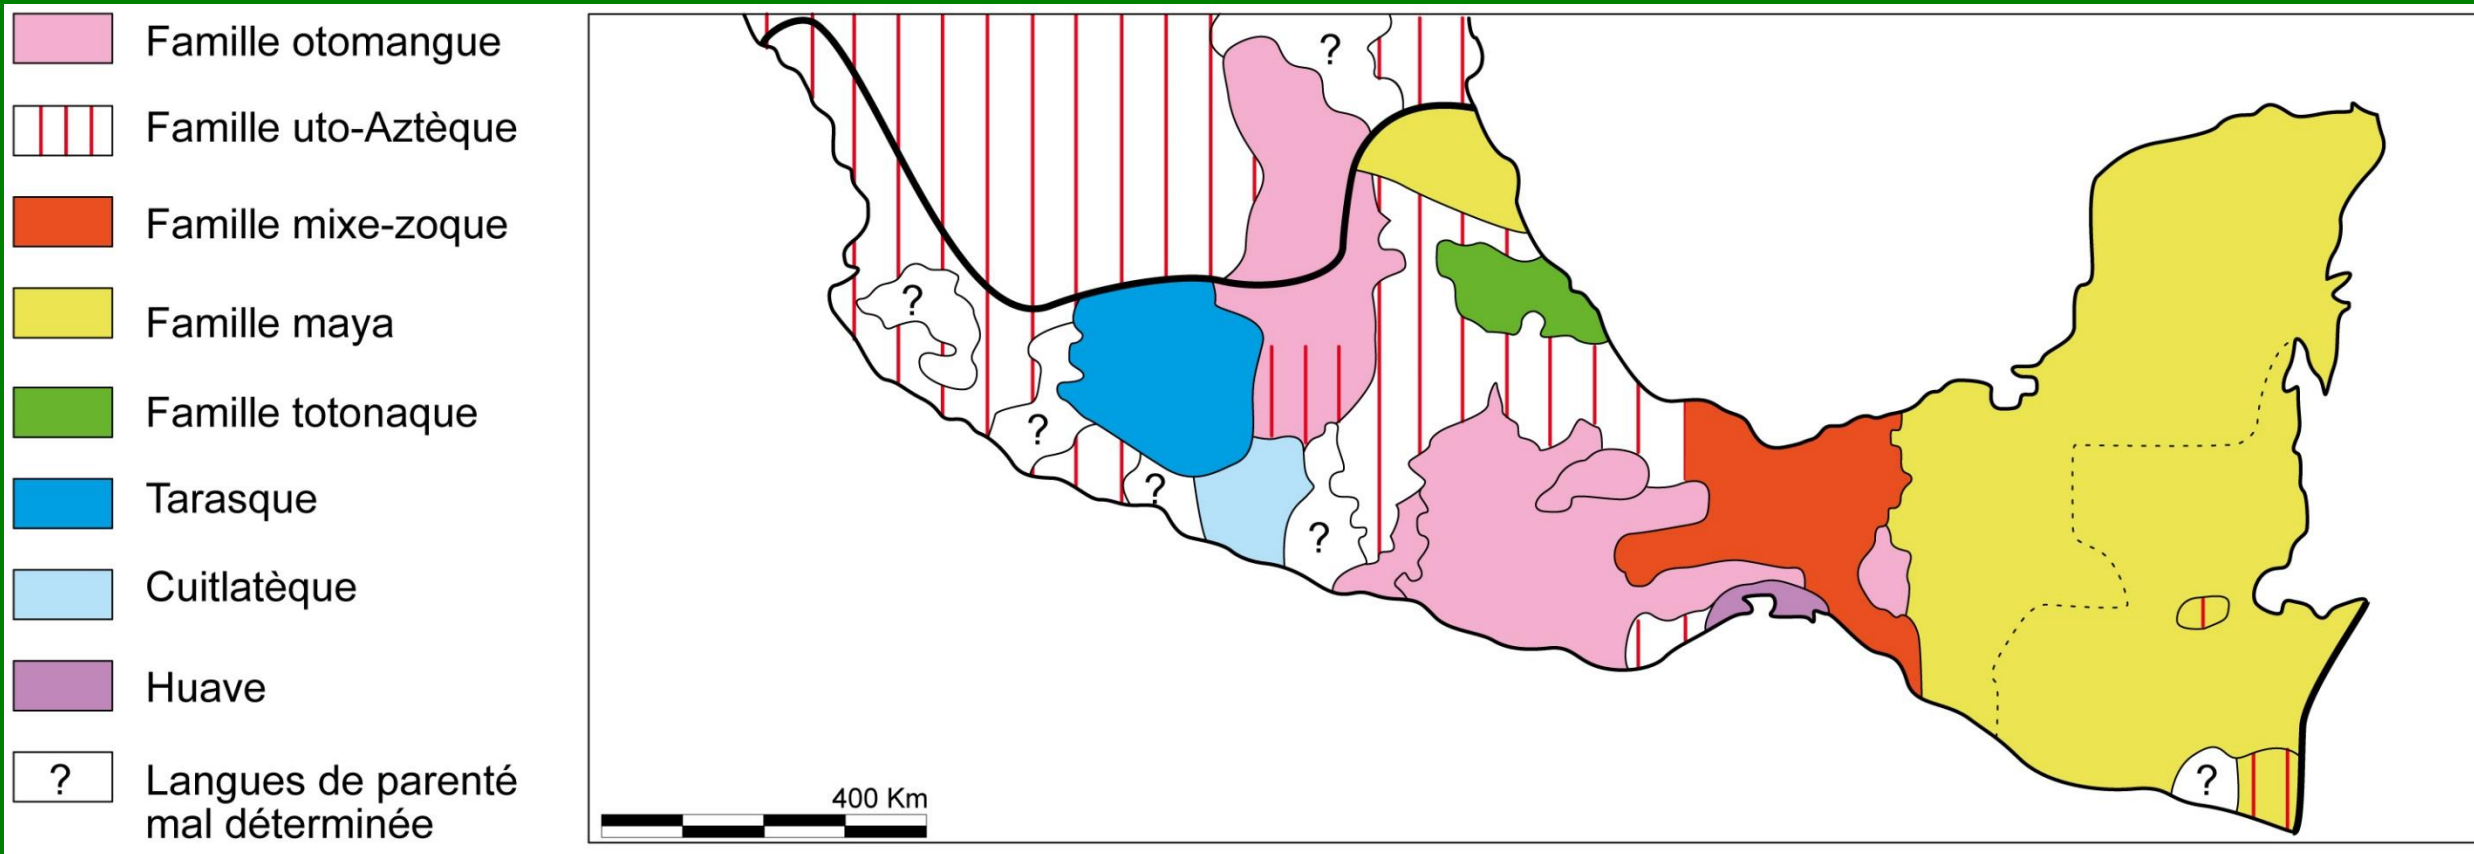 Famille otomangue
Famille uto-Aztèque
Famille mixe-zoque
Famille maya
Famille totonaque
Tarasque
Cuitlatèque
Huave
?
Langues de parenté
mal déterminée
?
?
?
?
?
?
400 Km